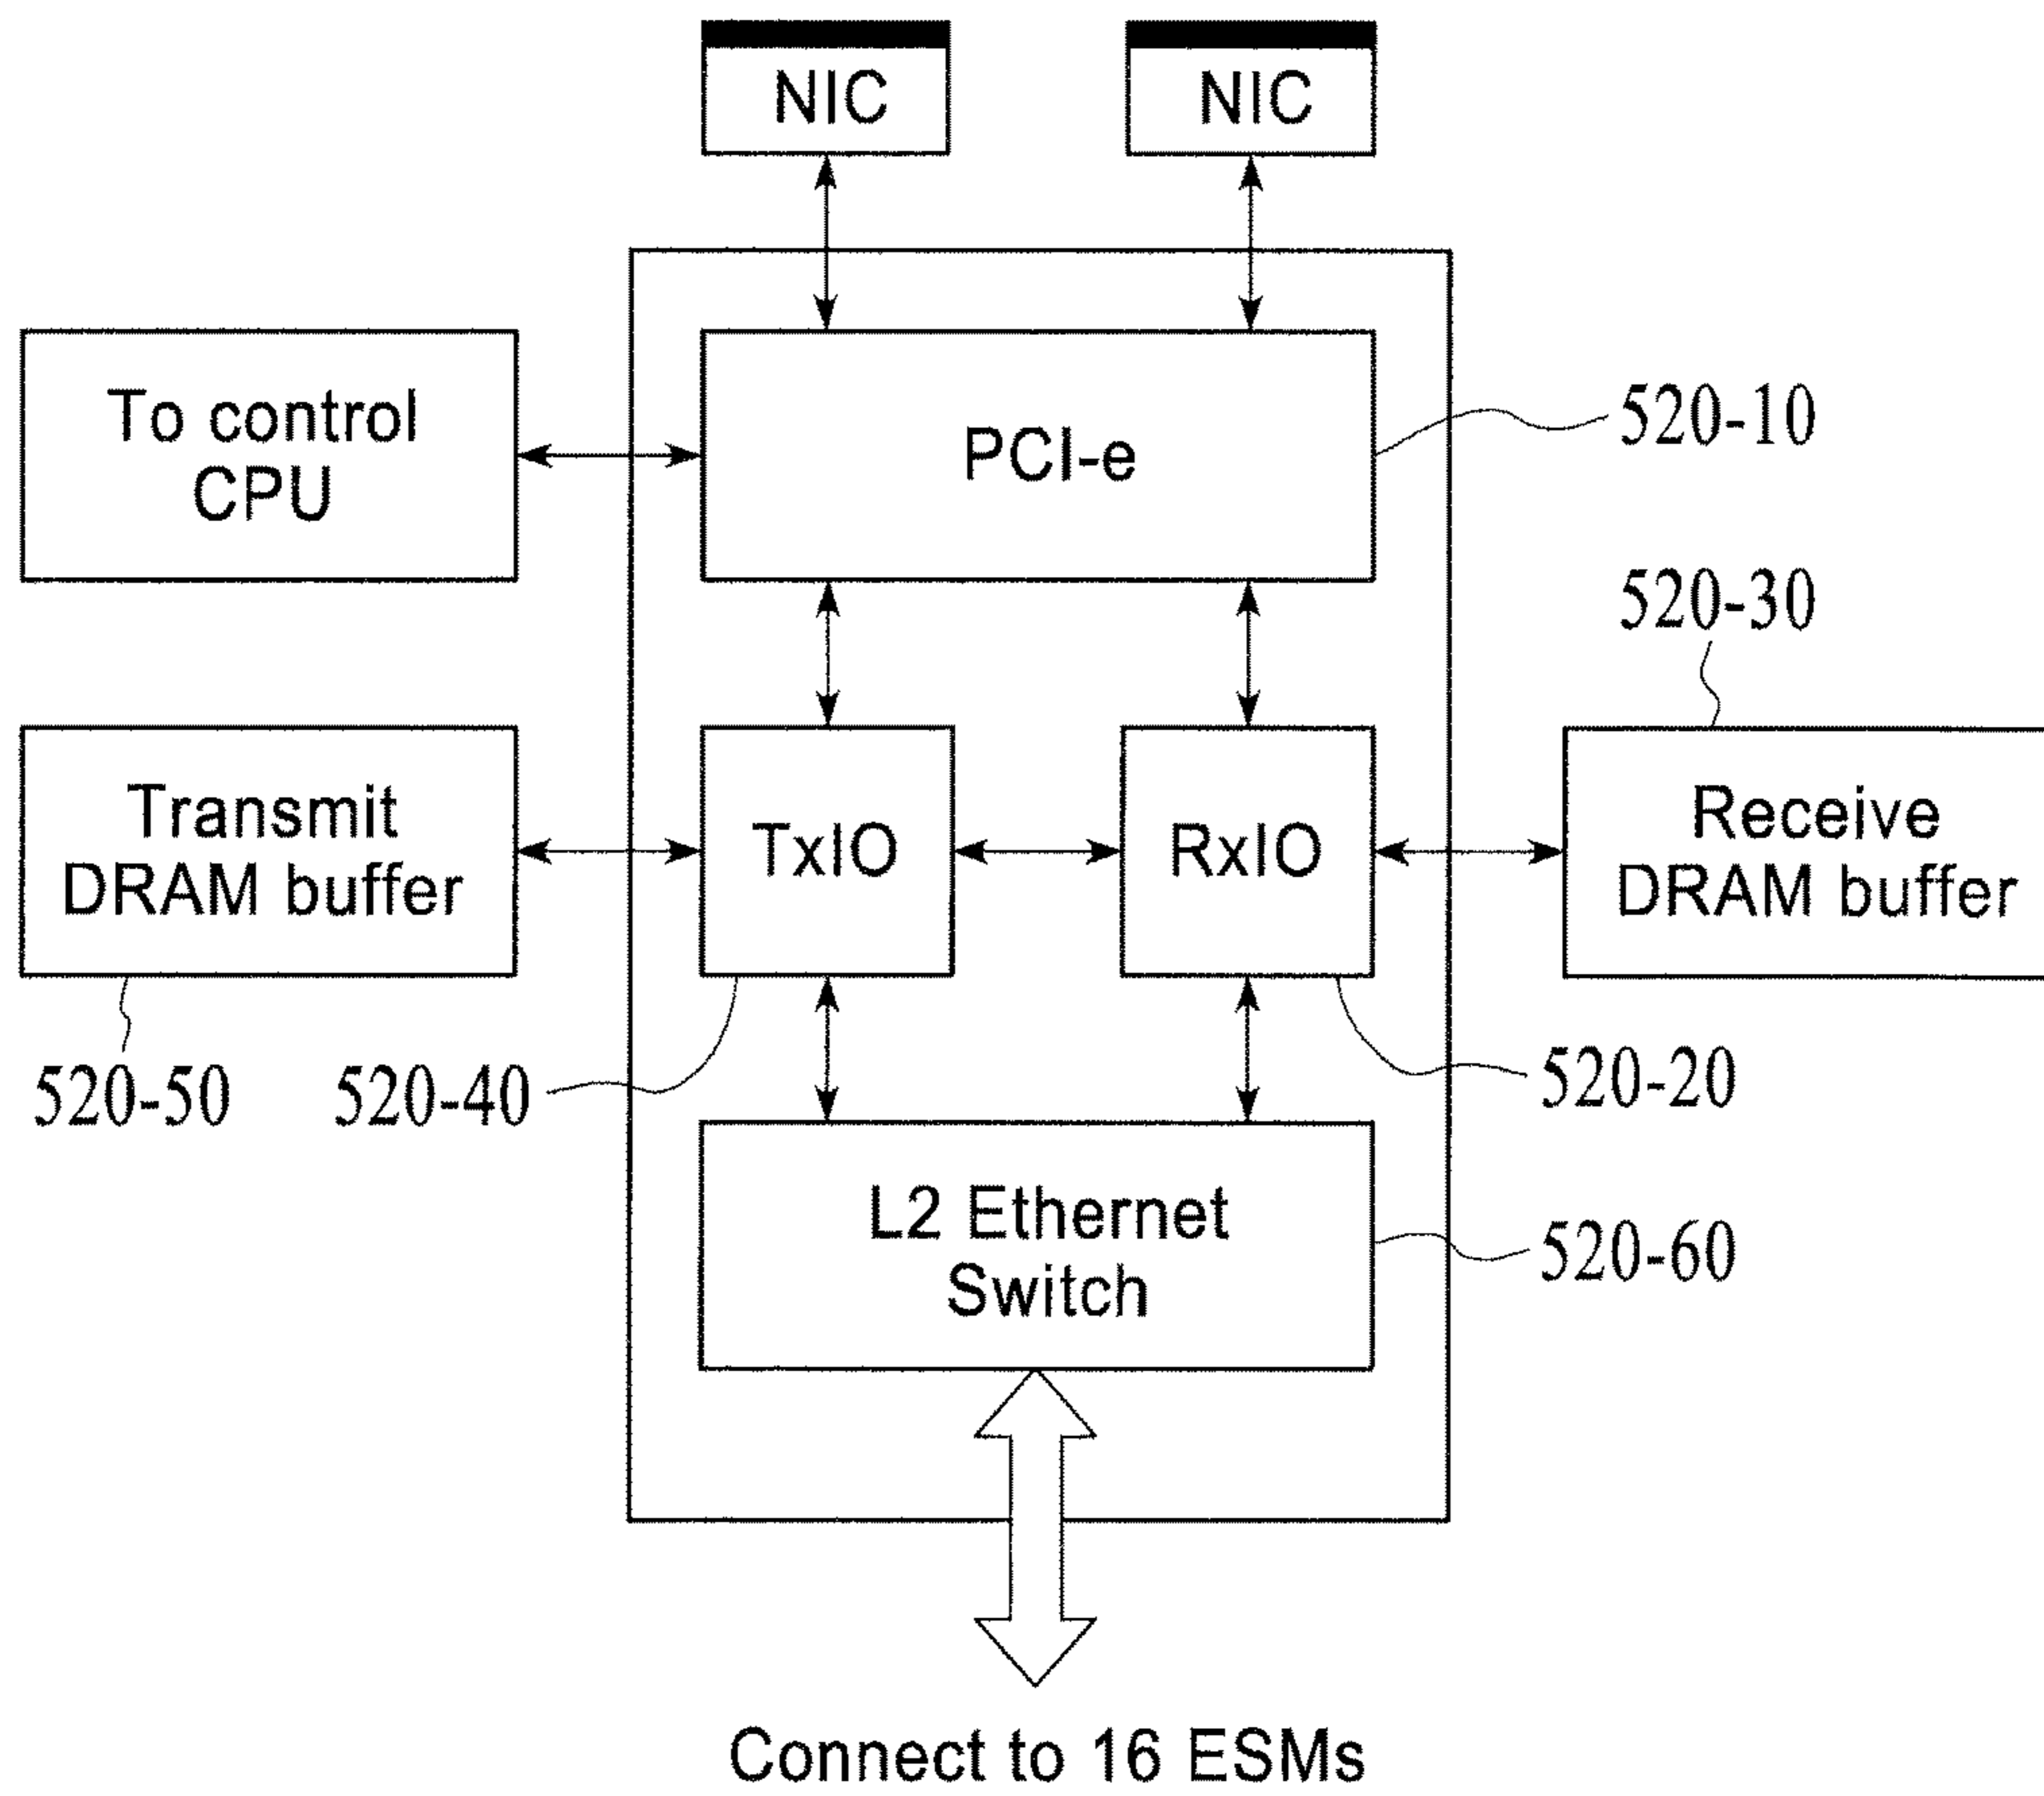 NIC
NIC
To control
CPU
PCI-e
520-10
520-30
Transmit
DRAM buffer
TxIO
RxIO
Receive
DRAM buffer
520-50
520-40
520-20
L2 Ethernet
Switch
520-60
Connect to 16 ESMs